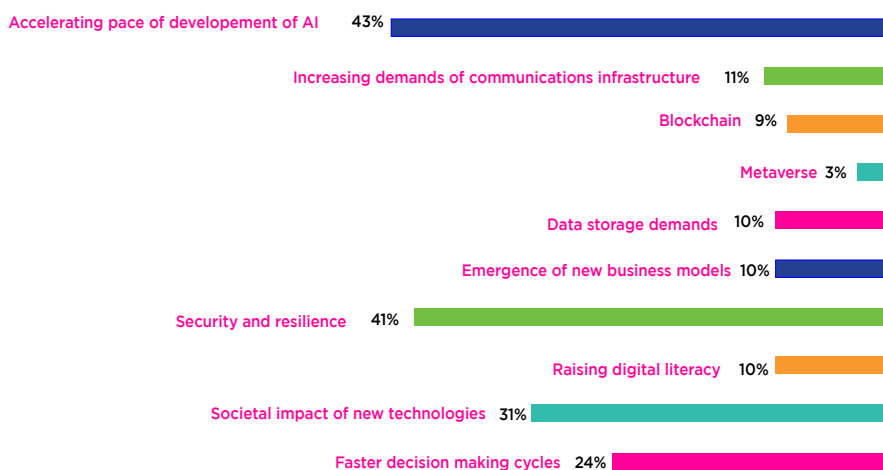 Accelerating pace of developement of AI 43%
Increasing demands of communications infrastructure 11%
Blockchain 9%
Metaverse 3%
Data storage demands 10%
Emergence of new business models 10%
Security and resilience 41%
Raising digital literacy 10%
Societal impact of new technologies 31%
Faster decision making cycles 24%